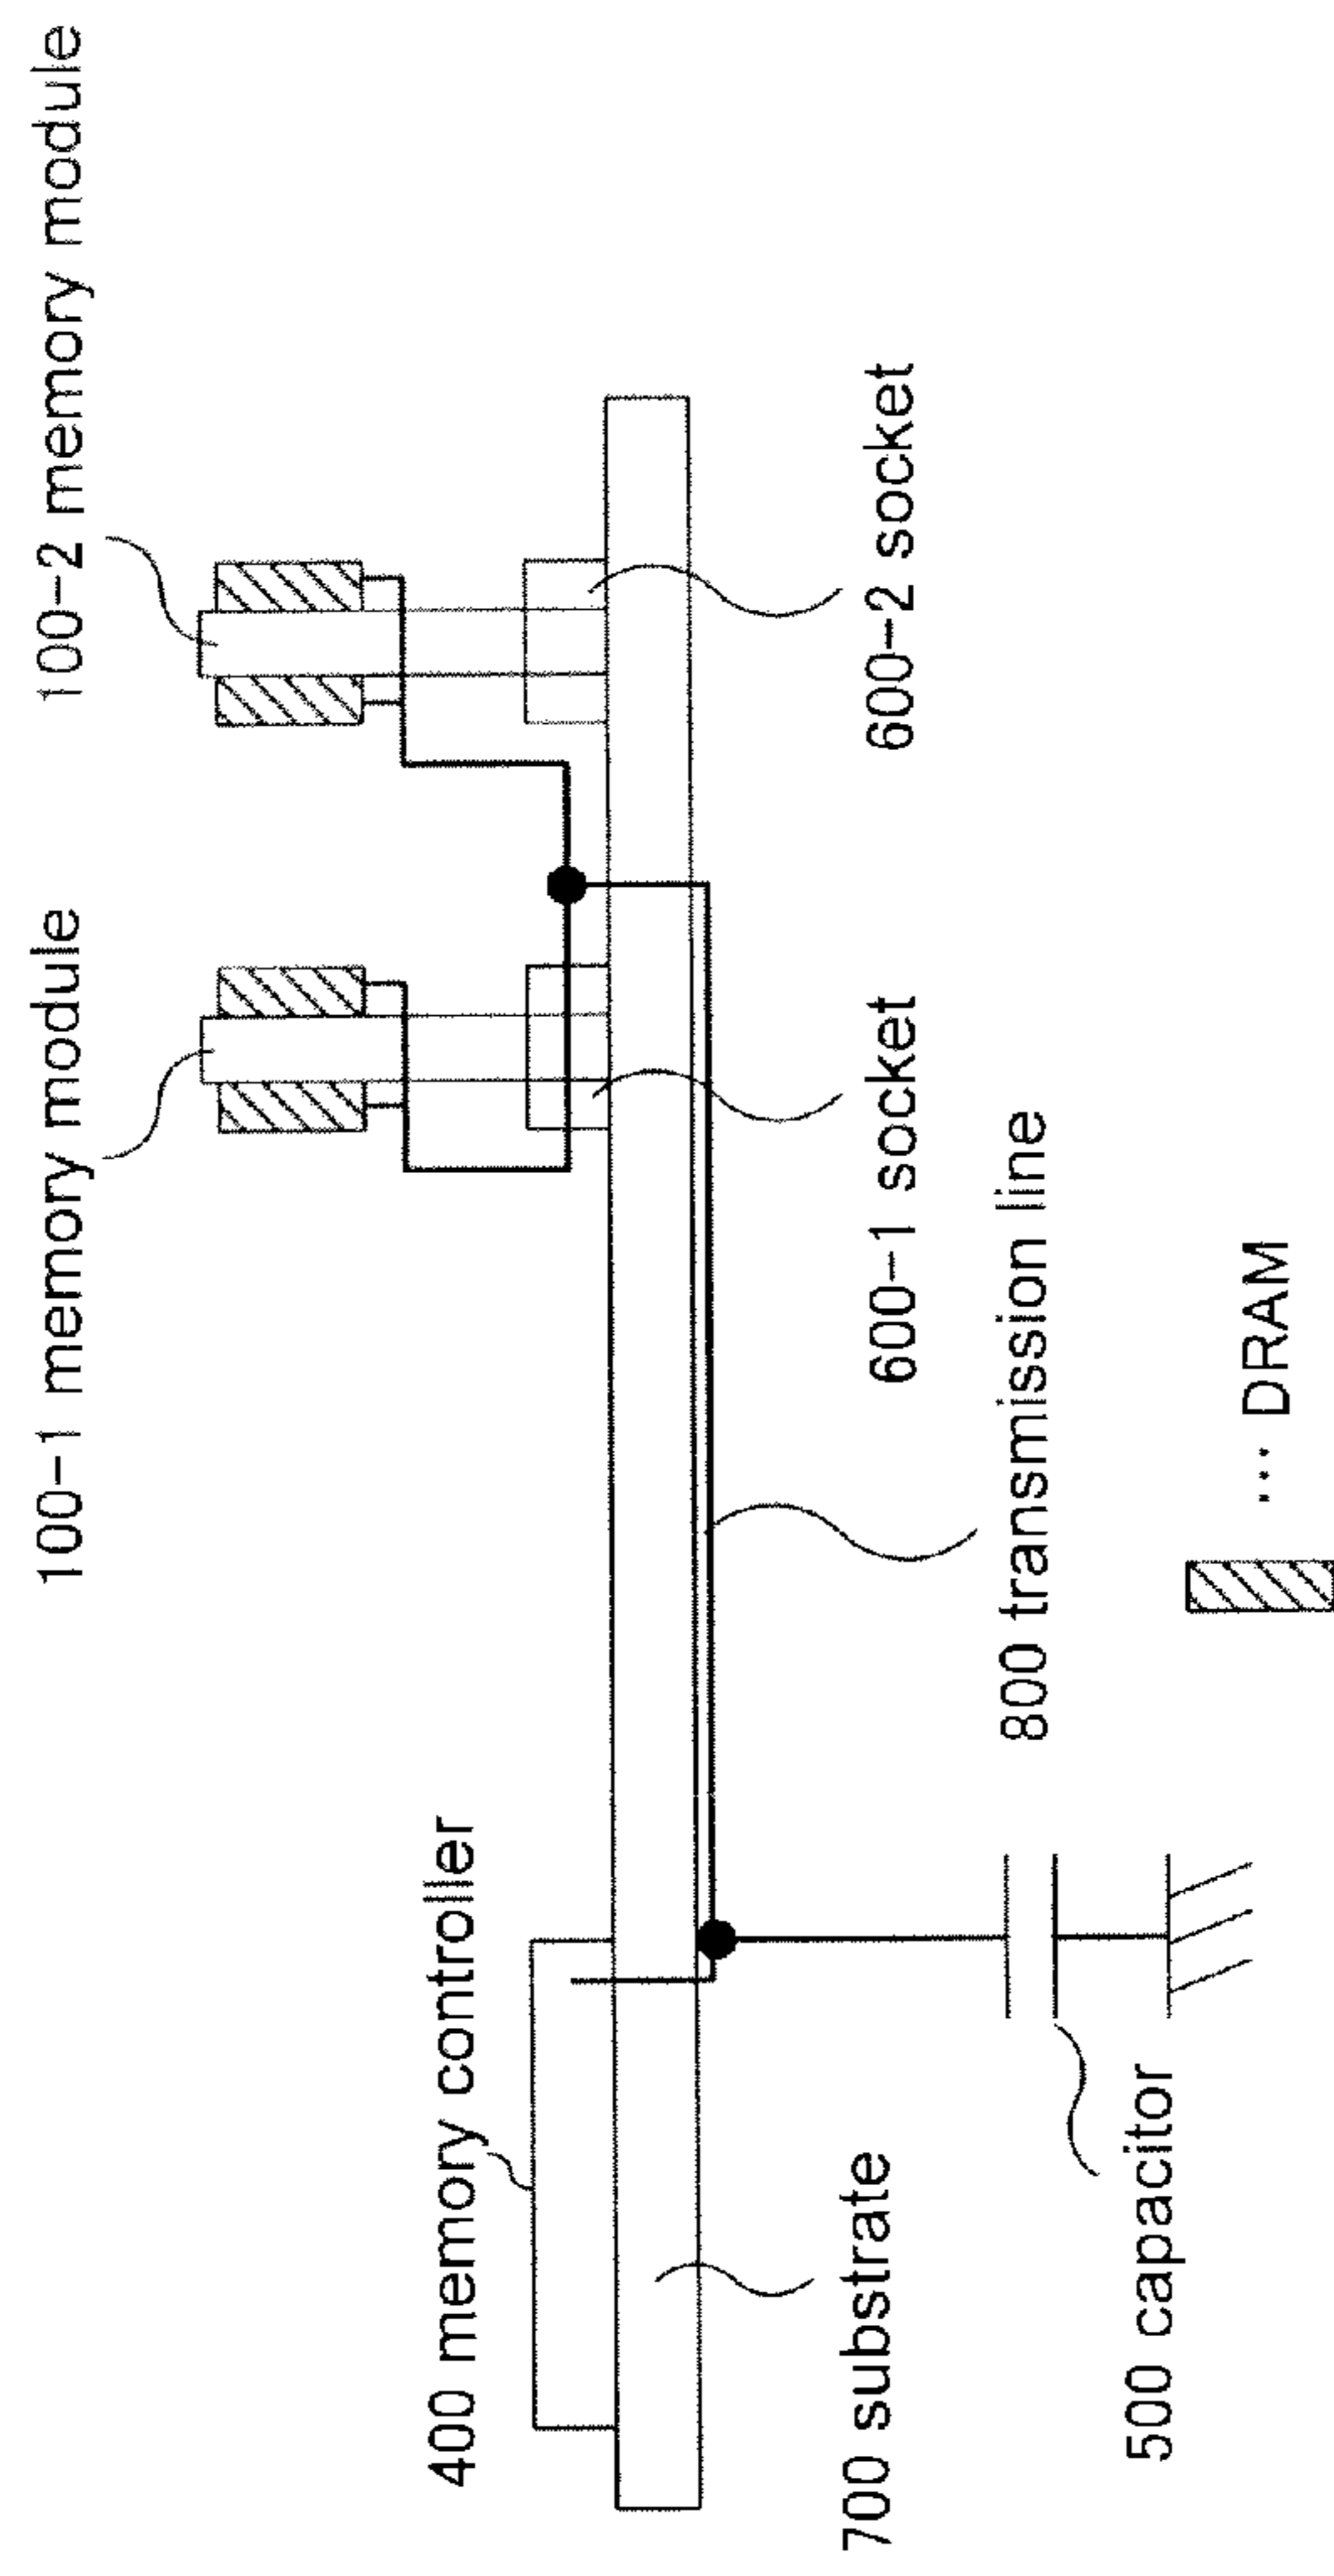 100-1 memory module
100-2 memory module
400 memory controller
700 substrate
600-1 socket
600-2 socket
800 transmission line
500 capacitor
... DRAM